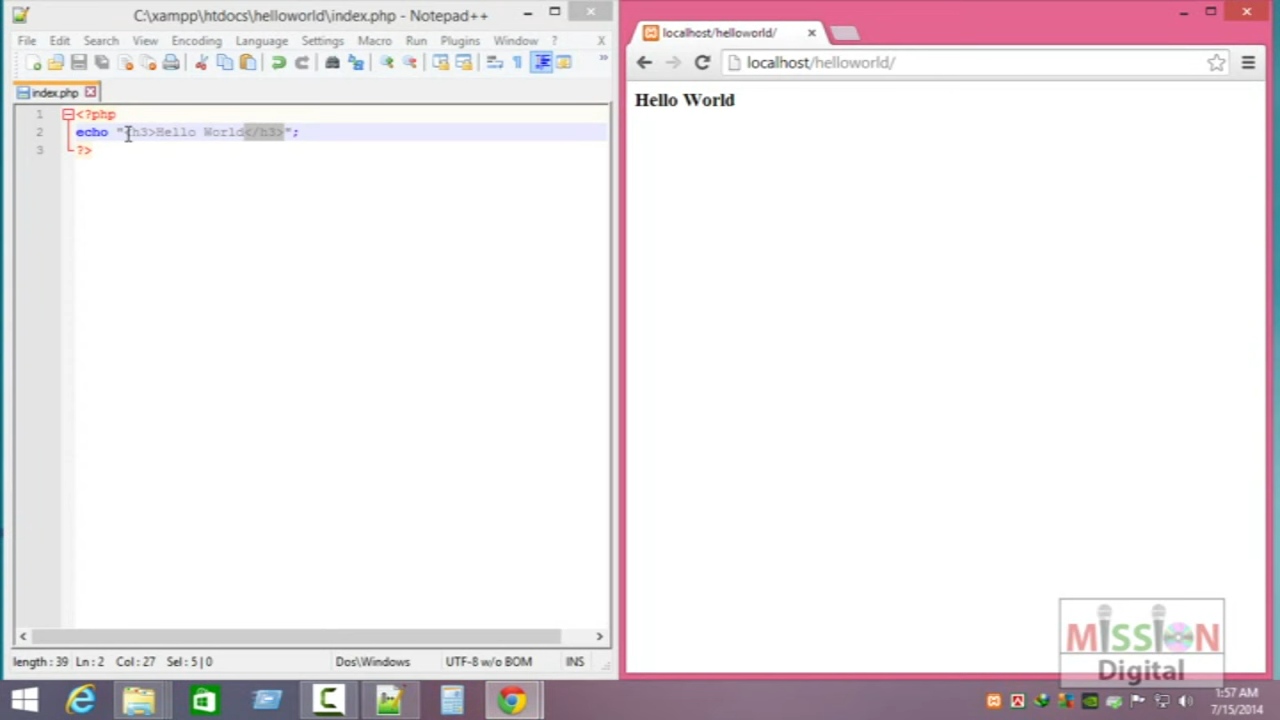 C:\xampp\htdocs\helloworld\index.php - Notepad++
File Edit Search View Encoding Language Settings Macro Run Plugins Window ? X
index.php
1 <?php
2 echo "<h3>Hello World</h3>";
3 ?>
length : 39 Ln : 2 Col : 27 Sel : 5 | 0 Dos\Windows UTF-8 w/o BOM INS
localhost/helloworld/
localhost/helloworld/
Hello World
MISSION
Digital
1:57 AM
7/15/2014